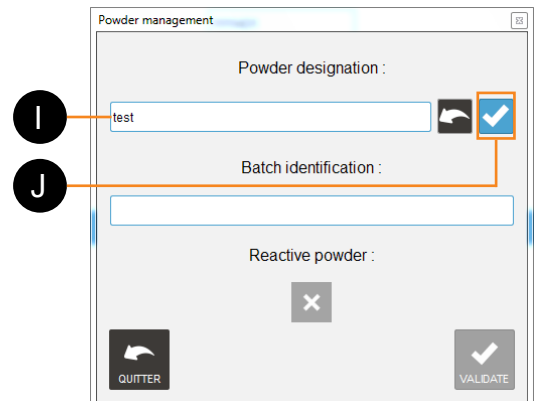 Powder management
Powder designation :
I
test
J
Batch identification :
Reactive powder :
QUITTER
VALIDATE